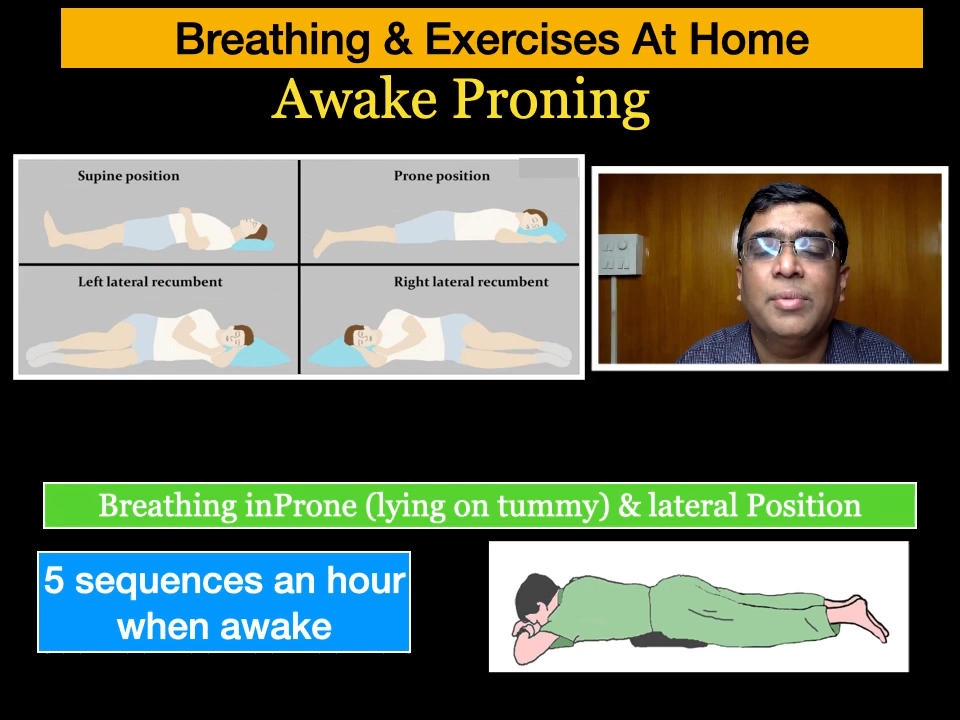 Breathing & Exercises At Home
Awake Proning
Supine position
Prone position
Left lateral recumbent
Right lateral recumbent
Breathing inProne (lying on tummy) & lateral Position
5 sequences an hour
when awake